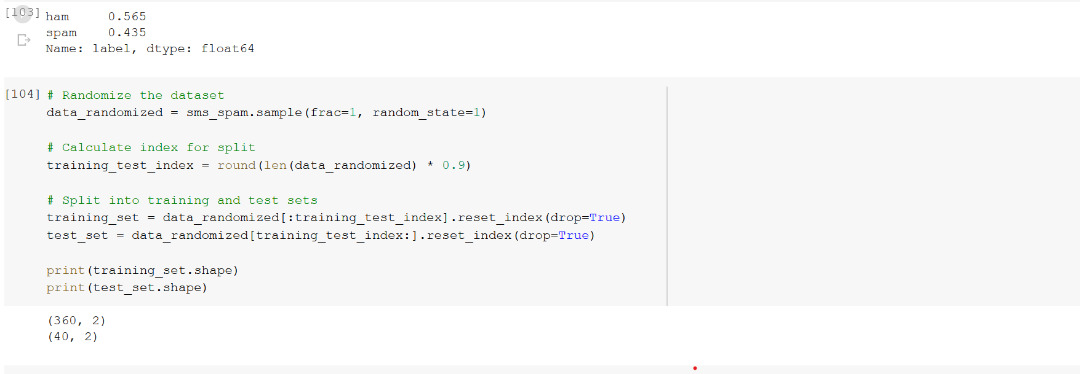 [103] ham 0.565
spam 0.435
Name: label, dtype: float64
[104] # Randomize the dataset
data_randomized = sms_spam.sample(frac=1, random_state=1)
# Calculate index for split
training_test_index = round(len(data_randomized) * 0.9)
# Split into training and test sets
training_set = data_randomized[:training_test_index].reset_index(drop=True)
test_set = data_randomized[training_test_index:].reset_index(drop=True)
print(training_set.shape)
print(test_set.shape)
(360, 2)
(40, 2)